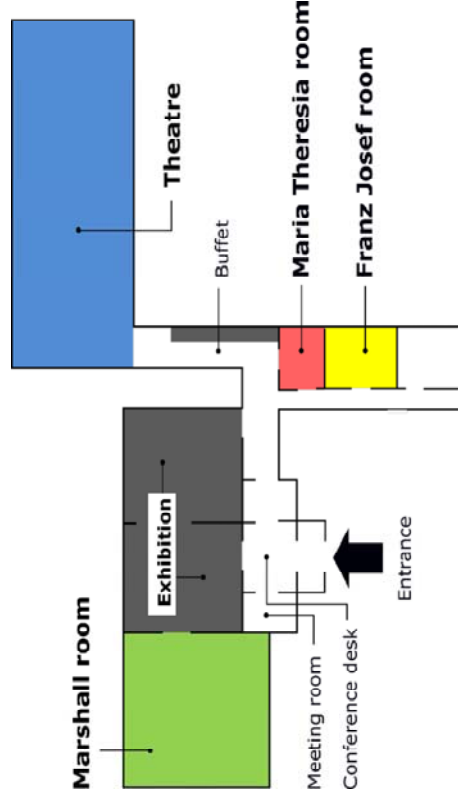 Marshall room
Exhibition
Theatre
Buffet
Maria Theresia room
Franz Josef room
Meeting room
Conference desk
Entrance